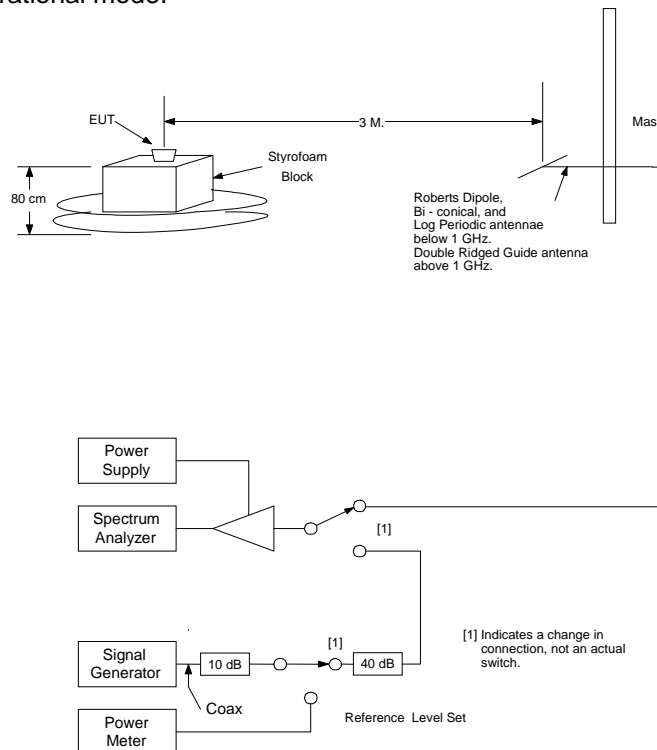 EUT
3 M.
Mas
Styrofoam
Block
80 cm
Roberts Dipole,
Bi - conical, and
Log Periodic antennae
below 1 GHz.
Double Ridged Guide antenna
above 1 GHz.
Power
Supply
Spectrum
Analyzer
[1]
[1]
[1] Indicates a change in
connection, not an actual
switch.
Signal
Generator
10 dB
40 dB
Coax
Reference Level Set
Power
Meter